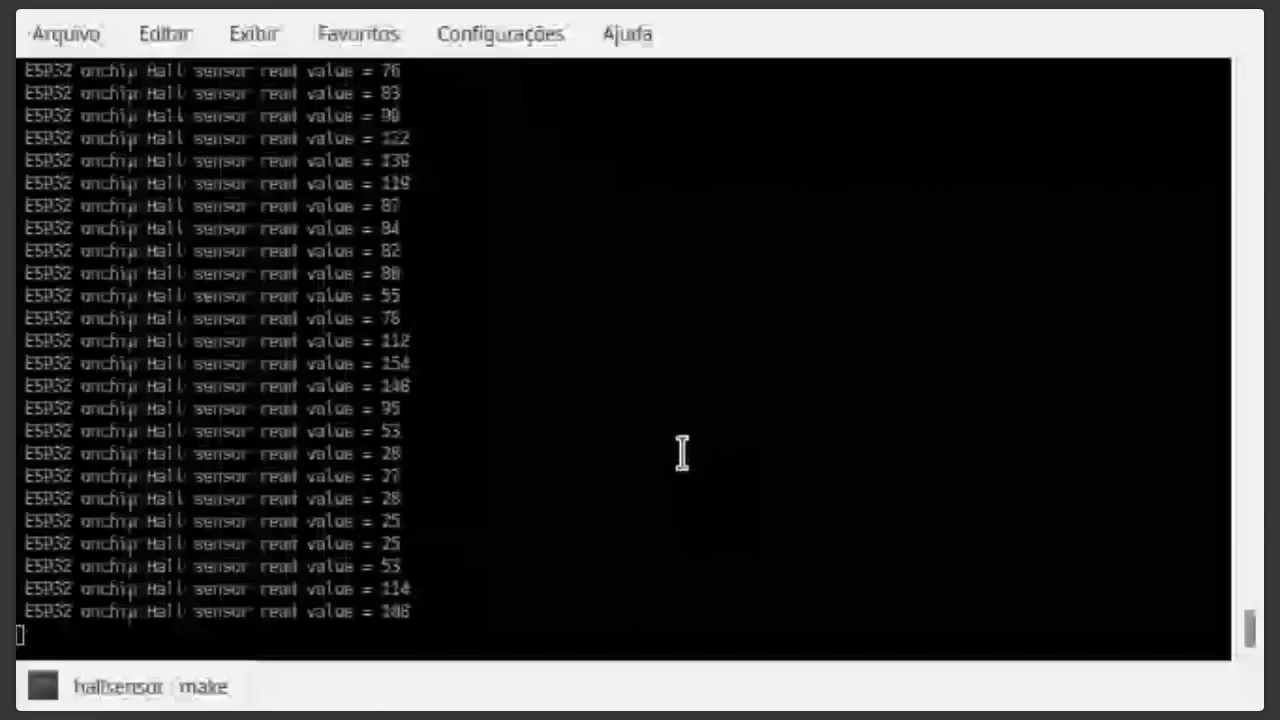 Arquivo Editar Exibir Favoritos Configurações Ajuda
ESP32 onchip Hall sensor read value = 76
ESP32 onchip Hall sensor read value = 83
ESP32 onchip Hall sensor read value =
ESP32 onchip Hall sensor read value = 122
ESP32 onchip Hall sensor read value =
ESP32 onchip Hall sensor read value = 119
ESP32 onchip Hall sensor read value = 87
ESP32 onchip Hall sensor read value = 84
ESP32 onchip Hall sensor read value = 82
ESP32 onchip Hall sensor read value =
ESP32 onchip Hall sensor read value = 55
ESP32 onchip Hall sensor read value = 78
ESP32 onchip Hall sensor read value = 112
ESP32 onchip Hall sensor read value = 154
ESP32 onchip Hall sensor read value =
ESP32 onchip Hall sensor read value = 95
ESP32 onchip Hall sensor read value = 53
ESP32 onchip Hall sensor read value = 28
ESP32 onchip Hall sensor read value = 27
ESP32 onchip Hall sensor read value = 28
ESP32 onchip Hall sensor read value = 25
ESP32 onchip Hall sensor read value = 25
ESP32 onchip Hall sensor read value = 53
ESP32 onchip Hall sensor read value = 114
ESP32 onchip Hall sensor read value =
hallsensor : make